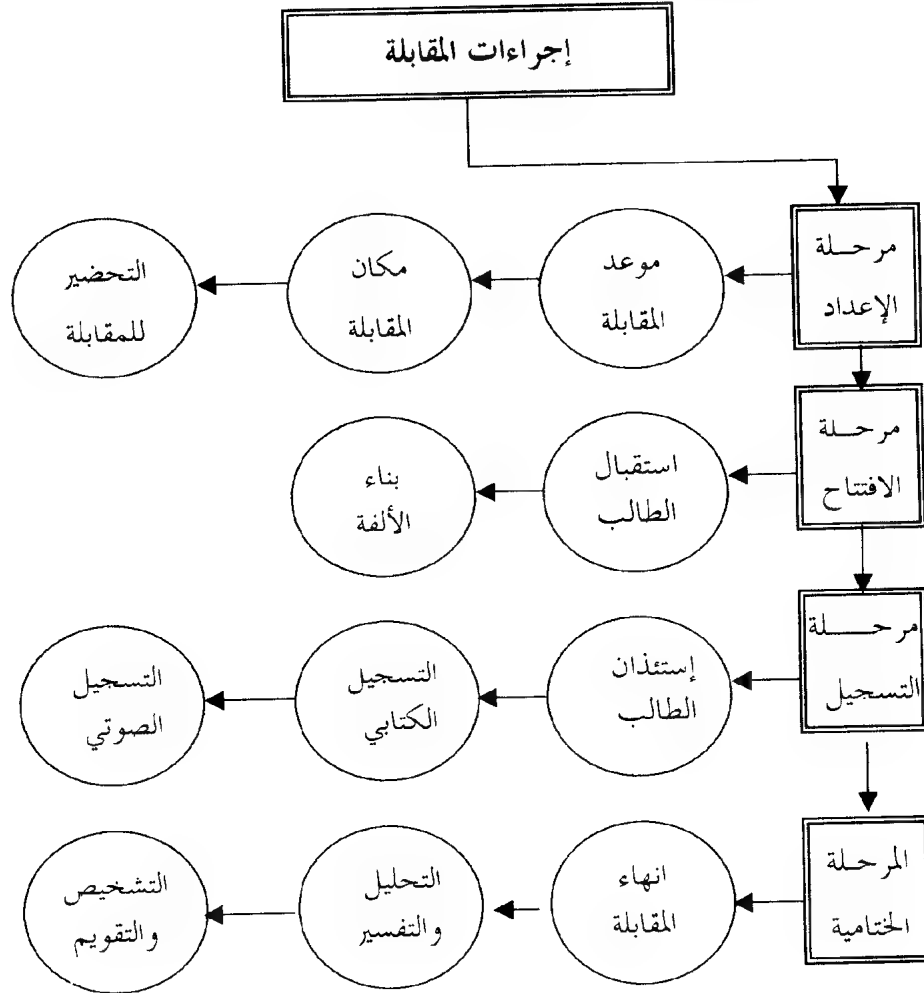 إجراءات المقابلة
مرحلة
الإعداد
موعد
المقابلة
مكان
المقابلة
التحضير
للمقابلة
مرحلة
الافتتاح
استقبال
الطالب
بناء
الألفة
مرحلة
التسجيل
إستئذان
الطالب
التسجيل
الكتابي
التسجيل
الصوتي
المرحلة
الختامية
انهاء
المقابلة
التحليل
والتفسير
التشخيص
والتقويم